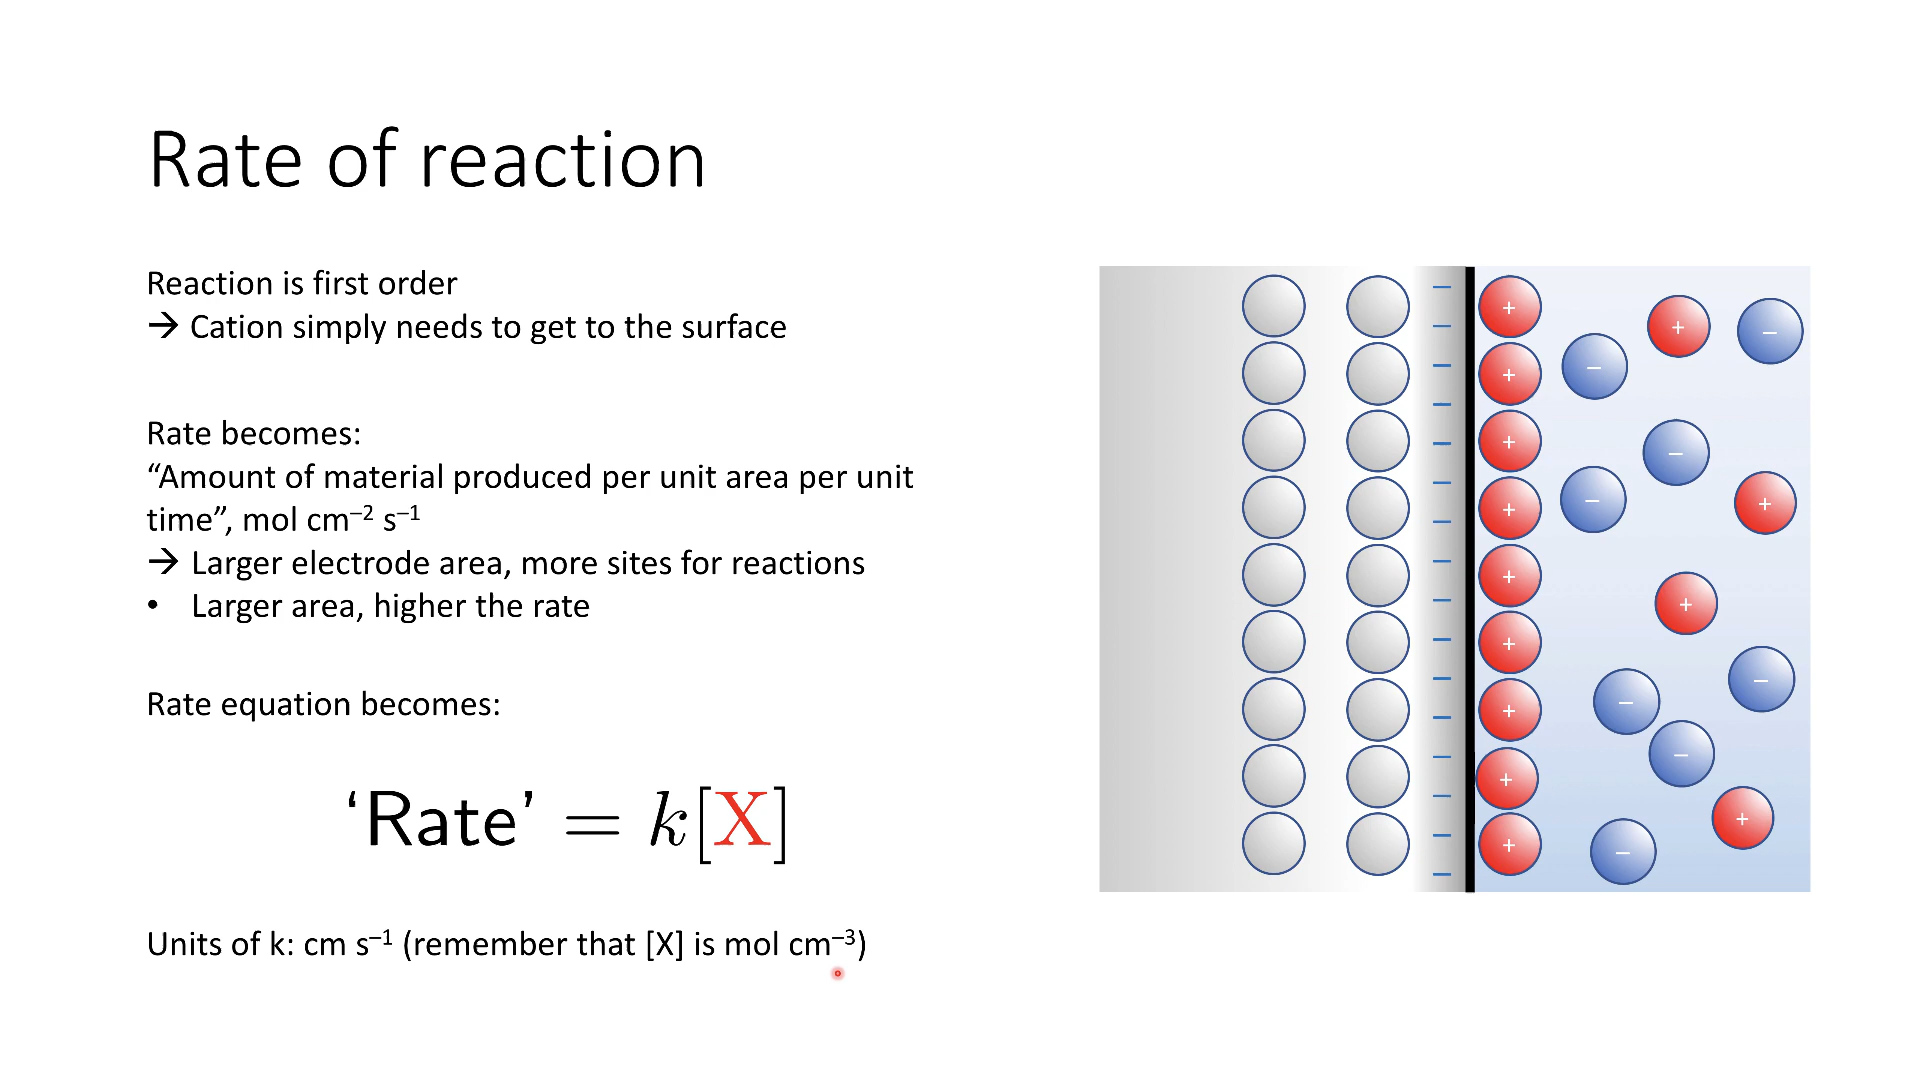 Rate of reaction
Reaction is first order
→ Cation simply needs to get to the surface
Rate becomes:
“Amount of material produced per unit area per unit
time”, mol cm⁻² s⁻¹
→ Larger electrode area, more sites for reactions
• Larger area, higher the rate
Rate equation becomes:
‘Rate’ = k[X]
Units of k: cm s⁻¹ (remember that [X] is mol cm⁻³)